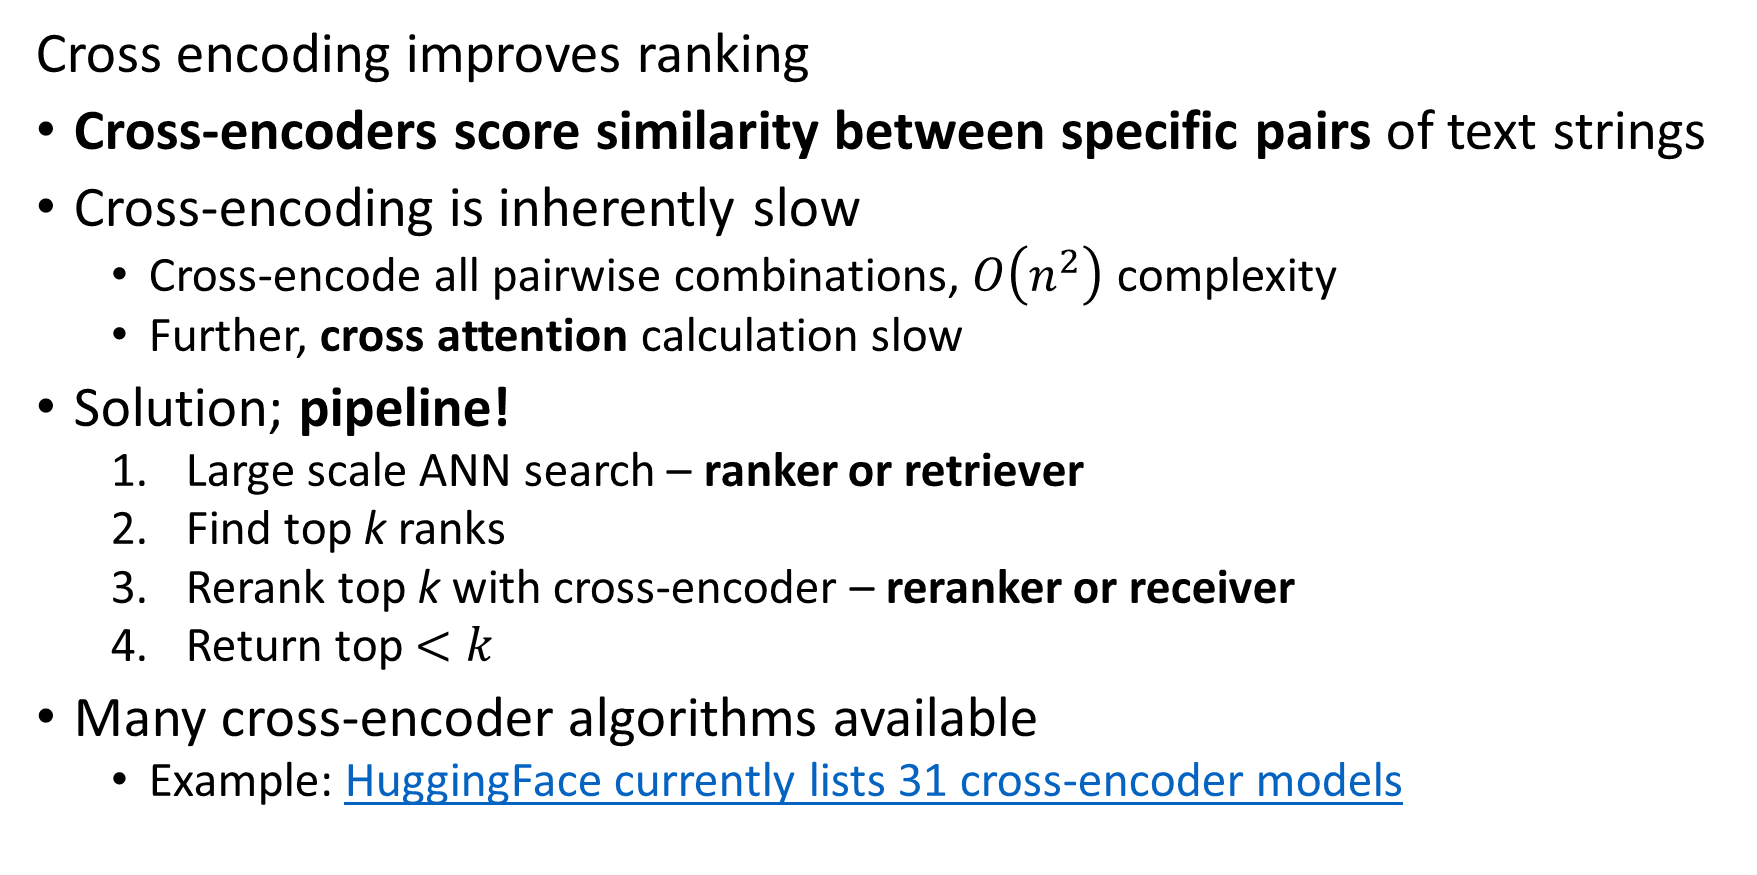 Cross encoding improves ranking
• Cross-encoders score similarity between specific pairs of text strings
• Cross-encoding is inherently slow
• Cross-encode all pairwise combinations, O(n²) complexity
• Further, cross attention calculation slow
• Solution; pipeline!
1. Large scale ANN search – ranker or retriever
2. Find top k ranks
3. Rerank top k with cross-encoder – reranker or receiver
4. Return top < k
• Many cross-encoder algorithms available
• Example: HuggingFace currently lists 31 cross-encoder models